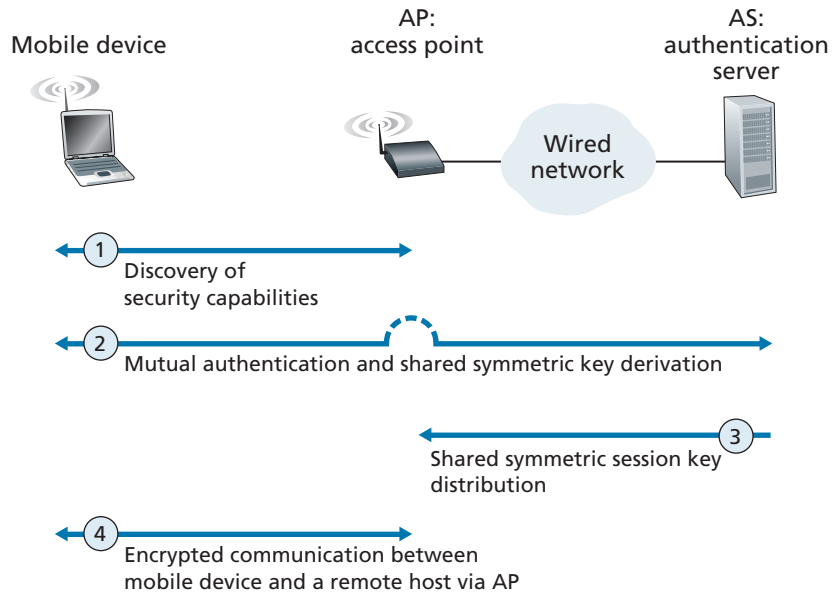 Mobile device
AP:
access point
AS:
authentication
server
Wired
network
1
Discovery of
security capabilities
2
Mutual authentication and shared symmetric key derivation
3
Shared symmetric session key
distribution
4
Encrypted communication between
mobile device and a remote host via AP